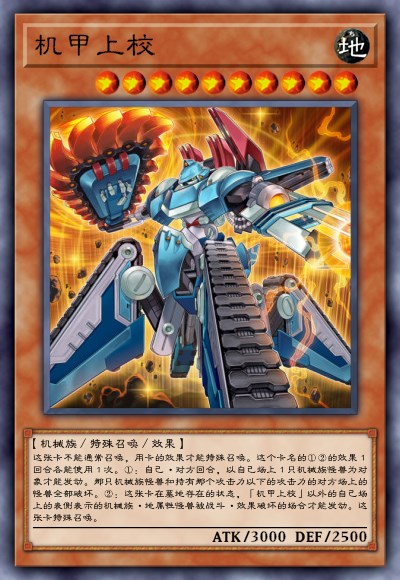 机甲上校
地
【机械族／特殊召唤／效果】
这张卡不能通常召唤，用卡的效果才能特殊召唤。这个卡名的①②的效果1
回合各能使用1次。①：自己·对方回合，以自己场上1只机械族怪兽为对
象才能发动。那只机械族怪兽和持有那个攻击力以下的攻击力的对方场上的
怪兽全部破坏。②：这张卡在墓地存在的状态，「机甲上校」以外的自己场
上的表侧表示的机械族·地属性怪兽被战斗·效果破坏的场合才能发动。这
张卡特殊召唤。
ATK/3000 DEF/2500